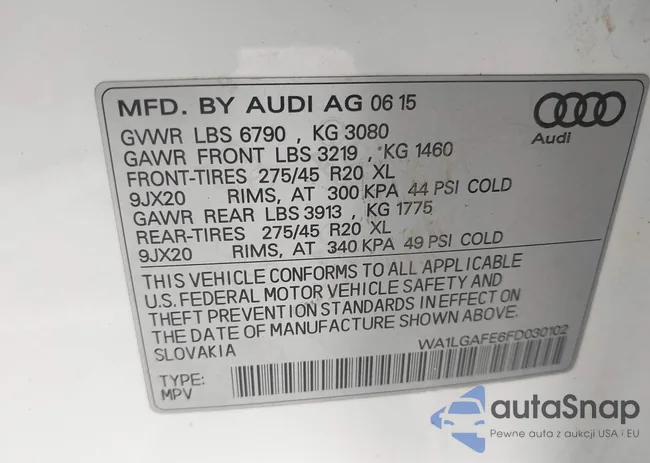 MFD. BY AUDI AG 06 15
Audi
GVWR LBS 6790 , KG 3080
GAWR FRONT LBS 3219 , KG 1460
FRONT-TIRES 275/45 R20 XL
9JX20 RIMS, AT 300 KPA 44 PSI COLD
GAWR REAR LBS 3913 , KG 1775
REAR-TIRES 275/45 R20 XL
9JX20 RIMS, AT 340 KPA 49 PSI COLD
THIS VEHICLE CONFORMS TO ALL APPLICABLE
U.S. FEDERAL MOTOR VEHICLE SAFETY AND
THEFT PREVENTION STANDARDS IN EFFECT ON
THE DATE OF MANUFACTURE SHOWN ABOVE.
SLOVAKIA WA1LGAFE6FD030102
TYPE:
MPV
autaSnap
Pewne auta z aukcji USA i EU